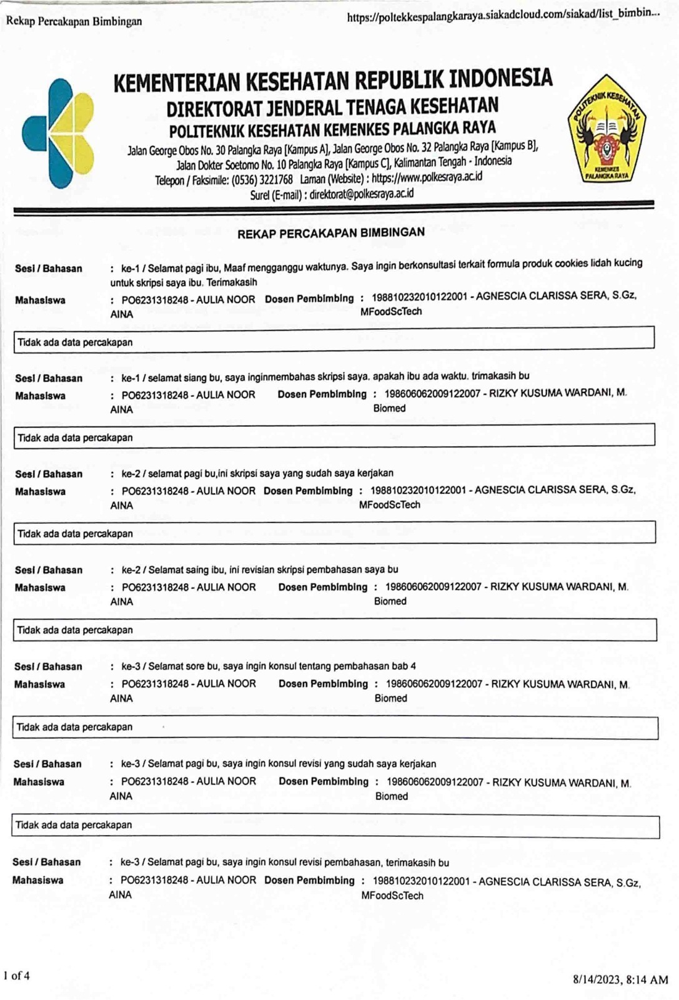 Rekap Percakapan Bimbingan
https://poltekkespalangkaraya.siakadcloud.com/siakad/list_bimbin...
KEMENTERIAN KESEHATAN REPUBLIK INDONESIA
DIREKTORAT JENDERAL TENAGA KESEHATAN
POLITEKNIK KESEHATAN KEMENKES PALANGKA RAYA
Jalan George Obos No. 30 Palangka Raya [Kampus A], Jalan George Obos No. 32 Palangka Raya [Kampus B],
Jalan Dokter Soetomo No. 10 Palangka Raya [Kampus C], Kalimantan Tengah - Indonesia
Telepon / Faksimile: (0536) 3221768 Laman (Website) : https://www.polkesraya.ac.id
Surel (E-mail) : direktorat@polkesraya.ac.id
POLITEKNIK KESEHATAN
KEMENKES
PALANGKA RAYA
REKAP PERCAKAPAN BIMBINGAN
Sesi / Bahasan : ke-1 / Selamat pagi ibu, Maaf mengganggu waktunya. Saya ingin berkonsultasi terkait formula produk cookies lidah kucing
untuk skripsi saya ibu. Terimakasih
Mahasiswa : PO6231318248 - AULIA NOOR Dosen Pembimbing : 198810232010122001 - AGNESCIA CLARISSA SERA, S.Gz,
AINA MFoodScTech
Tidak ada data percakapan
Sesi / Bahasan : ke-1 / selamat siang bu, saya inginmembahas skripsi saya. apakah ibu ada waktu. trimakasih bu
Mahasiswa : PO6231318248 - AULIA NOOR Dosen Pembimbing : 198606062009122007 - RIZKY KUSUMA WARDANI, M.
AINA Biomed
Tidak ada data percakapan
Sesi / Bahasan : ke-2 / selamat pagi bu,ini skripsi saya yang sudah saya kerjakan
Mahasiswa : PO6231318248 - AULIA NOOR Dosen Pembimbing : 198810232010122001 - AGNESCIA CLARISSA SERA, S.Gz,
AINA MFoodScTech
Tidak ada data percakapan
Sesi / Bahasan : ke-2 / Selamat saing ibu, ini revisian skripsi pembahasan saya bu
Mahasiswa : PO6231318248 - AULIA NOOR Dosen Pembimbing : 198606062009122007 - RIZKY KUSUMA WARDANI, M.
AINA Biomed
Tidak ada data percakapan
Sesi / Bahasan : ke-3 / Selamat sore bu, saya ingin konsul tentang pembahasan bab 4
Mahasiswa : PO6231318248 - AULIA NOOR Dosen Pembimbing : 198606062009122007 - RIZKY KUSUMA WARDANI, M.
AINA Biomed
Tidak ada data percakapan
Sesi / Bahasan : ke-3 / Selamat pagi bu, saya ingin konsul revisi yang sudah saya kerjakan
Mahasiswa : PO6231318248 - AULIA NOOR Dosen Pembimbing : 198606062009122007 - RIZKY KUSUMA WARDANI, M.
AINA Biomed
Tidak ada data percakapan
Sesi / Bahasan : ke-3 / Selamat pagi bu, saya ingin konsul revisi pembahasan, terimakasih bu
Mahasiswa : PO6231318248 - AULIA NOOR Dosen Pembimbing : 198810232010122001 - AGNESCIA CLARISSA SERA, S.Gz,
AINA MFoodScTech
1 of 4
8/14/2023, 8:14 AM